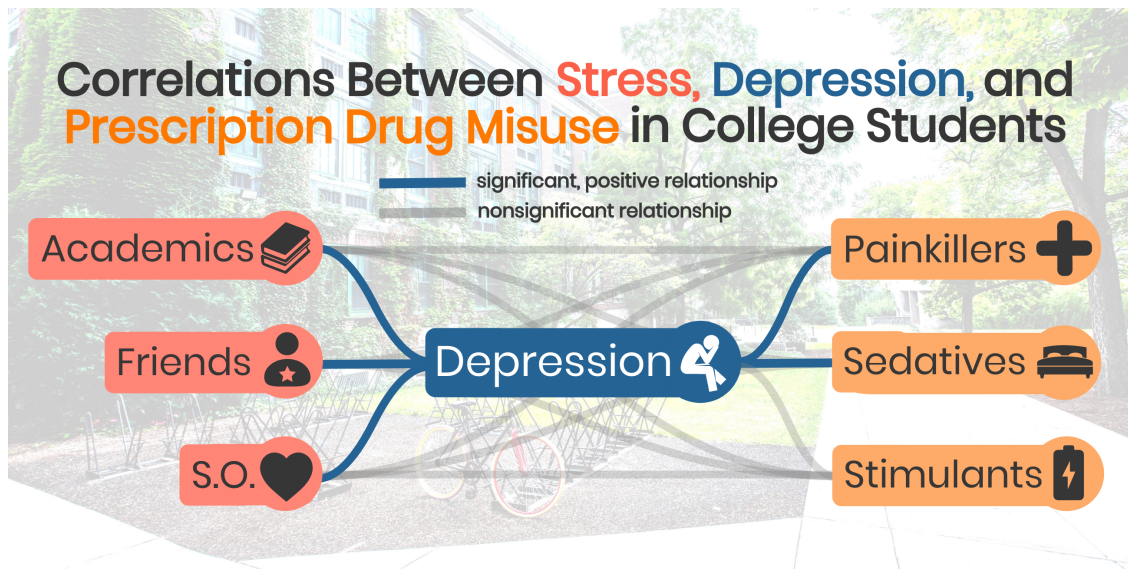 Correlations Between Stress, Depression, and
Prescription Drug Misuse in College Students
significant, positive relationship
nonsignificant relationship
Academics
Painkillers
Friends
Depression
Sedatives
S.O.
Stimulants